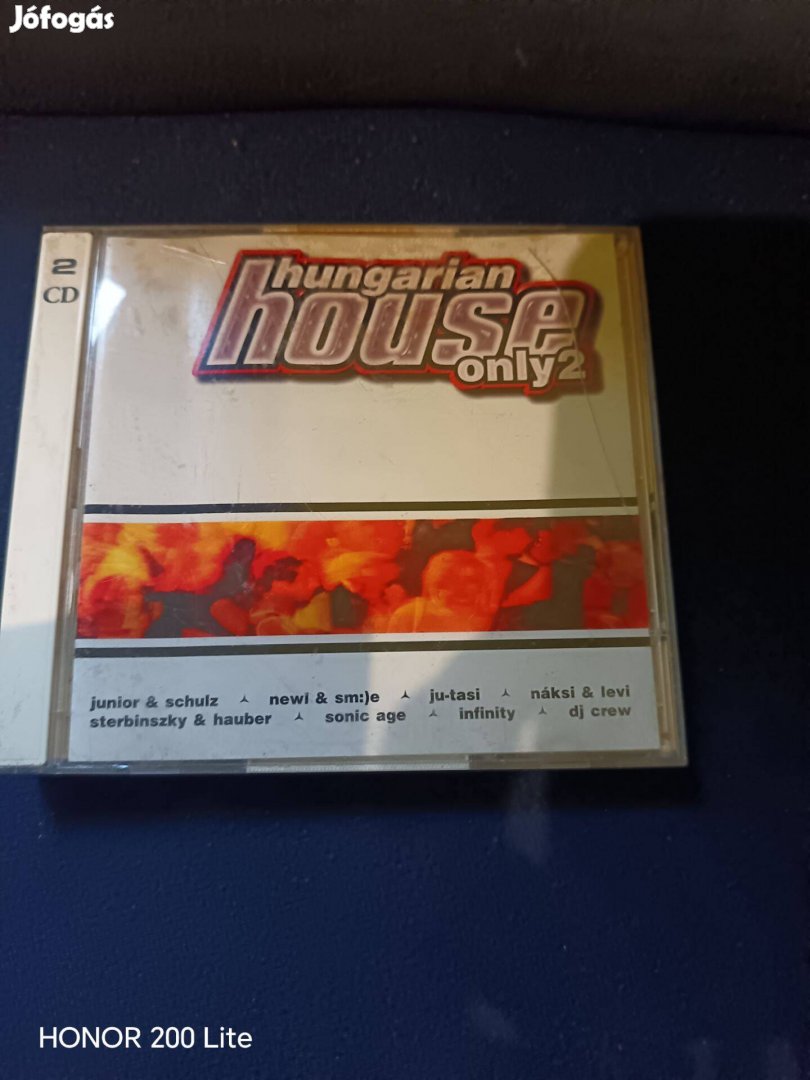 Jófogás
2
CD
hungarian
house
only2
junior & schulz ⅄ newi & sm:)e ⅄ ju-tasi ⅄ náksi & levi
sterbinszky & hauber ⅄ sonic age ⅄ infinity ⅄ dj crew
HONOR 200 Lite